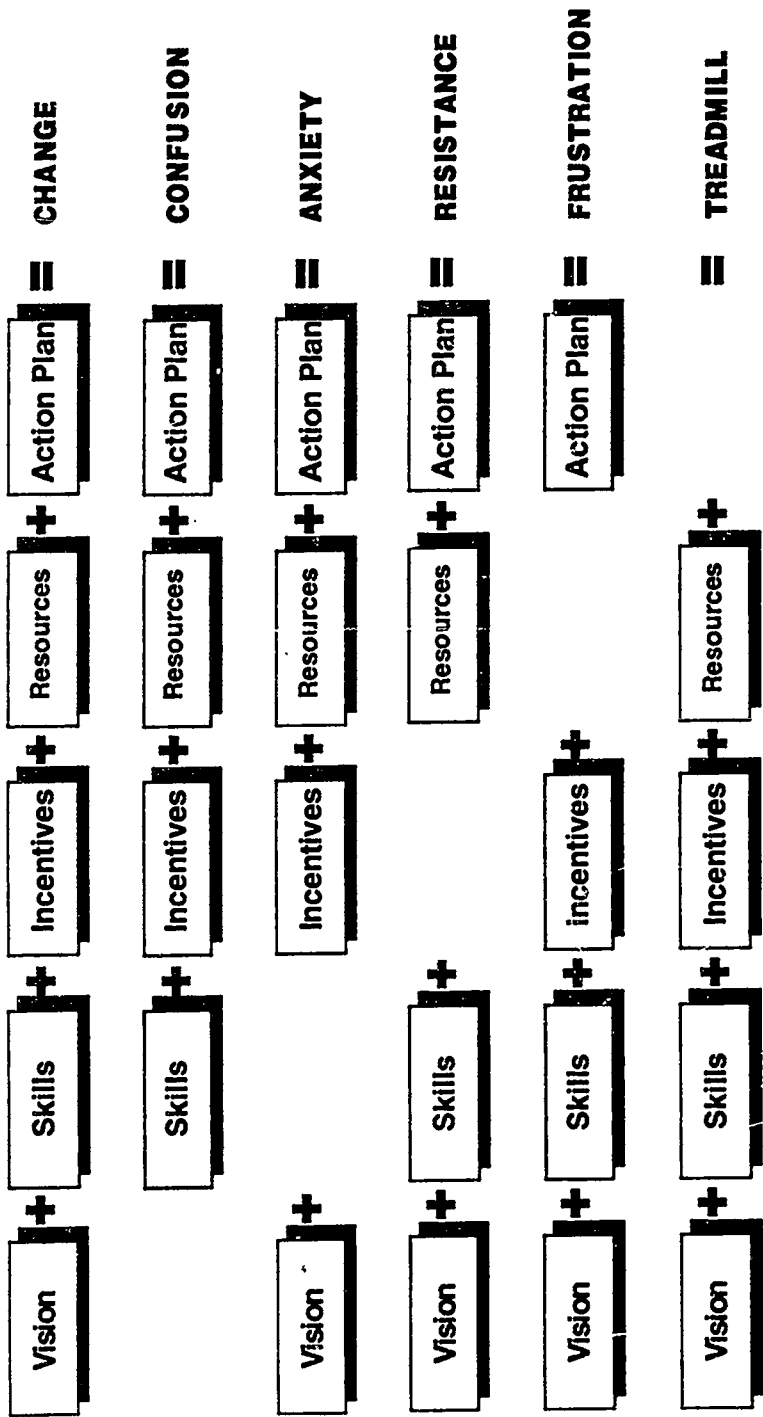 Vision + Skills + Incentives + Resources + Action Plan = CHANGE
Skills + Incentives + Resources + Action Plan = CONFUSION
Vision + Incentives + Resources + Action Plan = ANXIETY
Vision + Skills + Resources + Action Plan = RESISTANCE
Vision + Skills + incentives + Action Plan = FRUSTRATION
Vision + Skills + Incentives + Resources + = TREADMILL